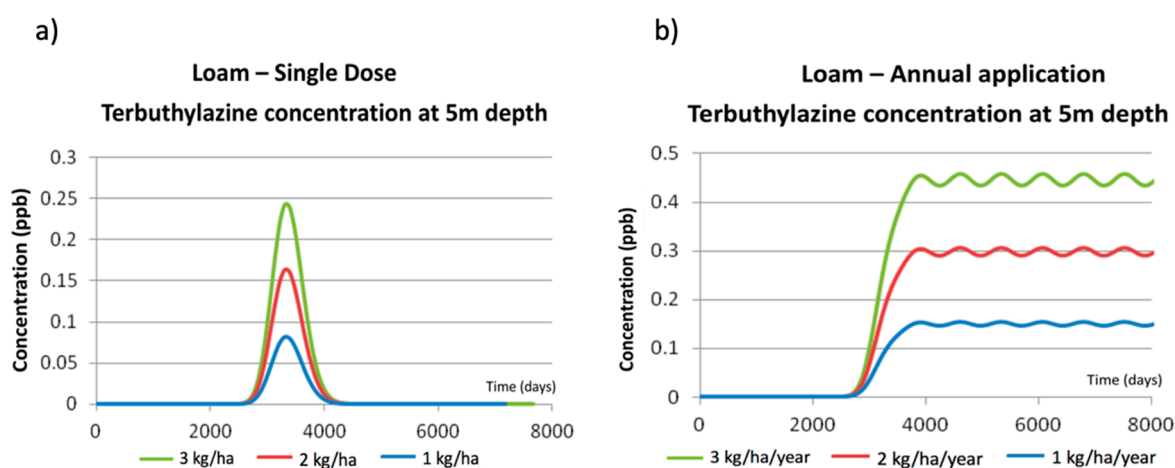 a)
Loam – Single Dose
Terbuthylazine concentration at 5m depth
Concentration (ppb)
0.3
0.25
0.2
0.15
0.1
0.05
0
Time (days)
0 2000 4000 6000 8000
3 kg/ha 2 kg/ha 1 kg/ha
b)
Loam – Annual application
Terbuthylazine concentration at 5m depth
Concentration (ppb)
0.5
0.4
0.3
0.2
0.1
0
Time (days)
0 2000 4000 6000 8000
3 kg/ha/year 2 kg/ha/year 1 kg/ha/year